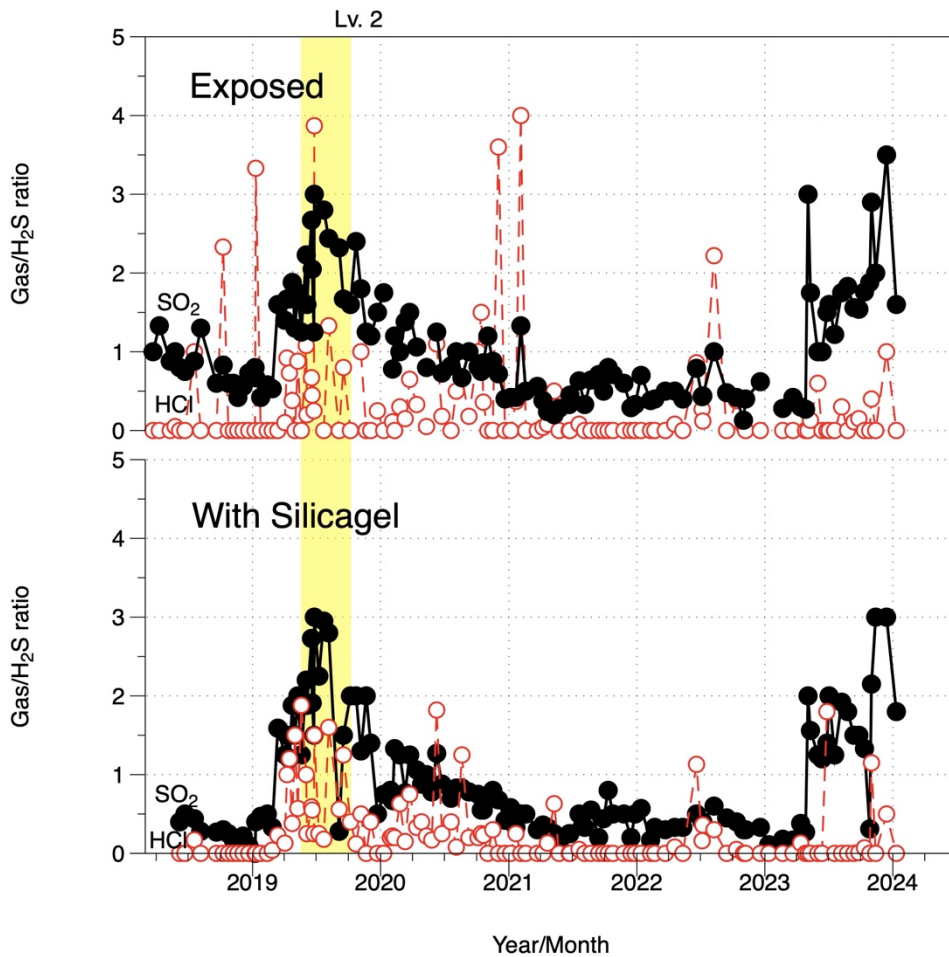 Lv. 2
5
Exposed
4
3
Gas/H₂S ratio
2
SO₂
1
HCl
0
5
With Silicagel
4
3
Gas/H₂S ratio
2
1
SO₂
HCl
0
2019 2020 2021 2022 2023 2024
Year/Month